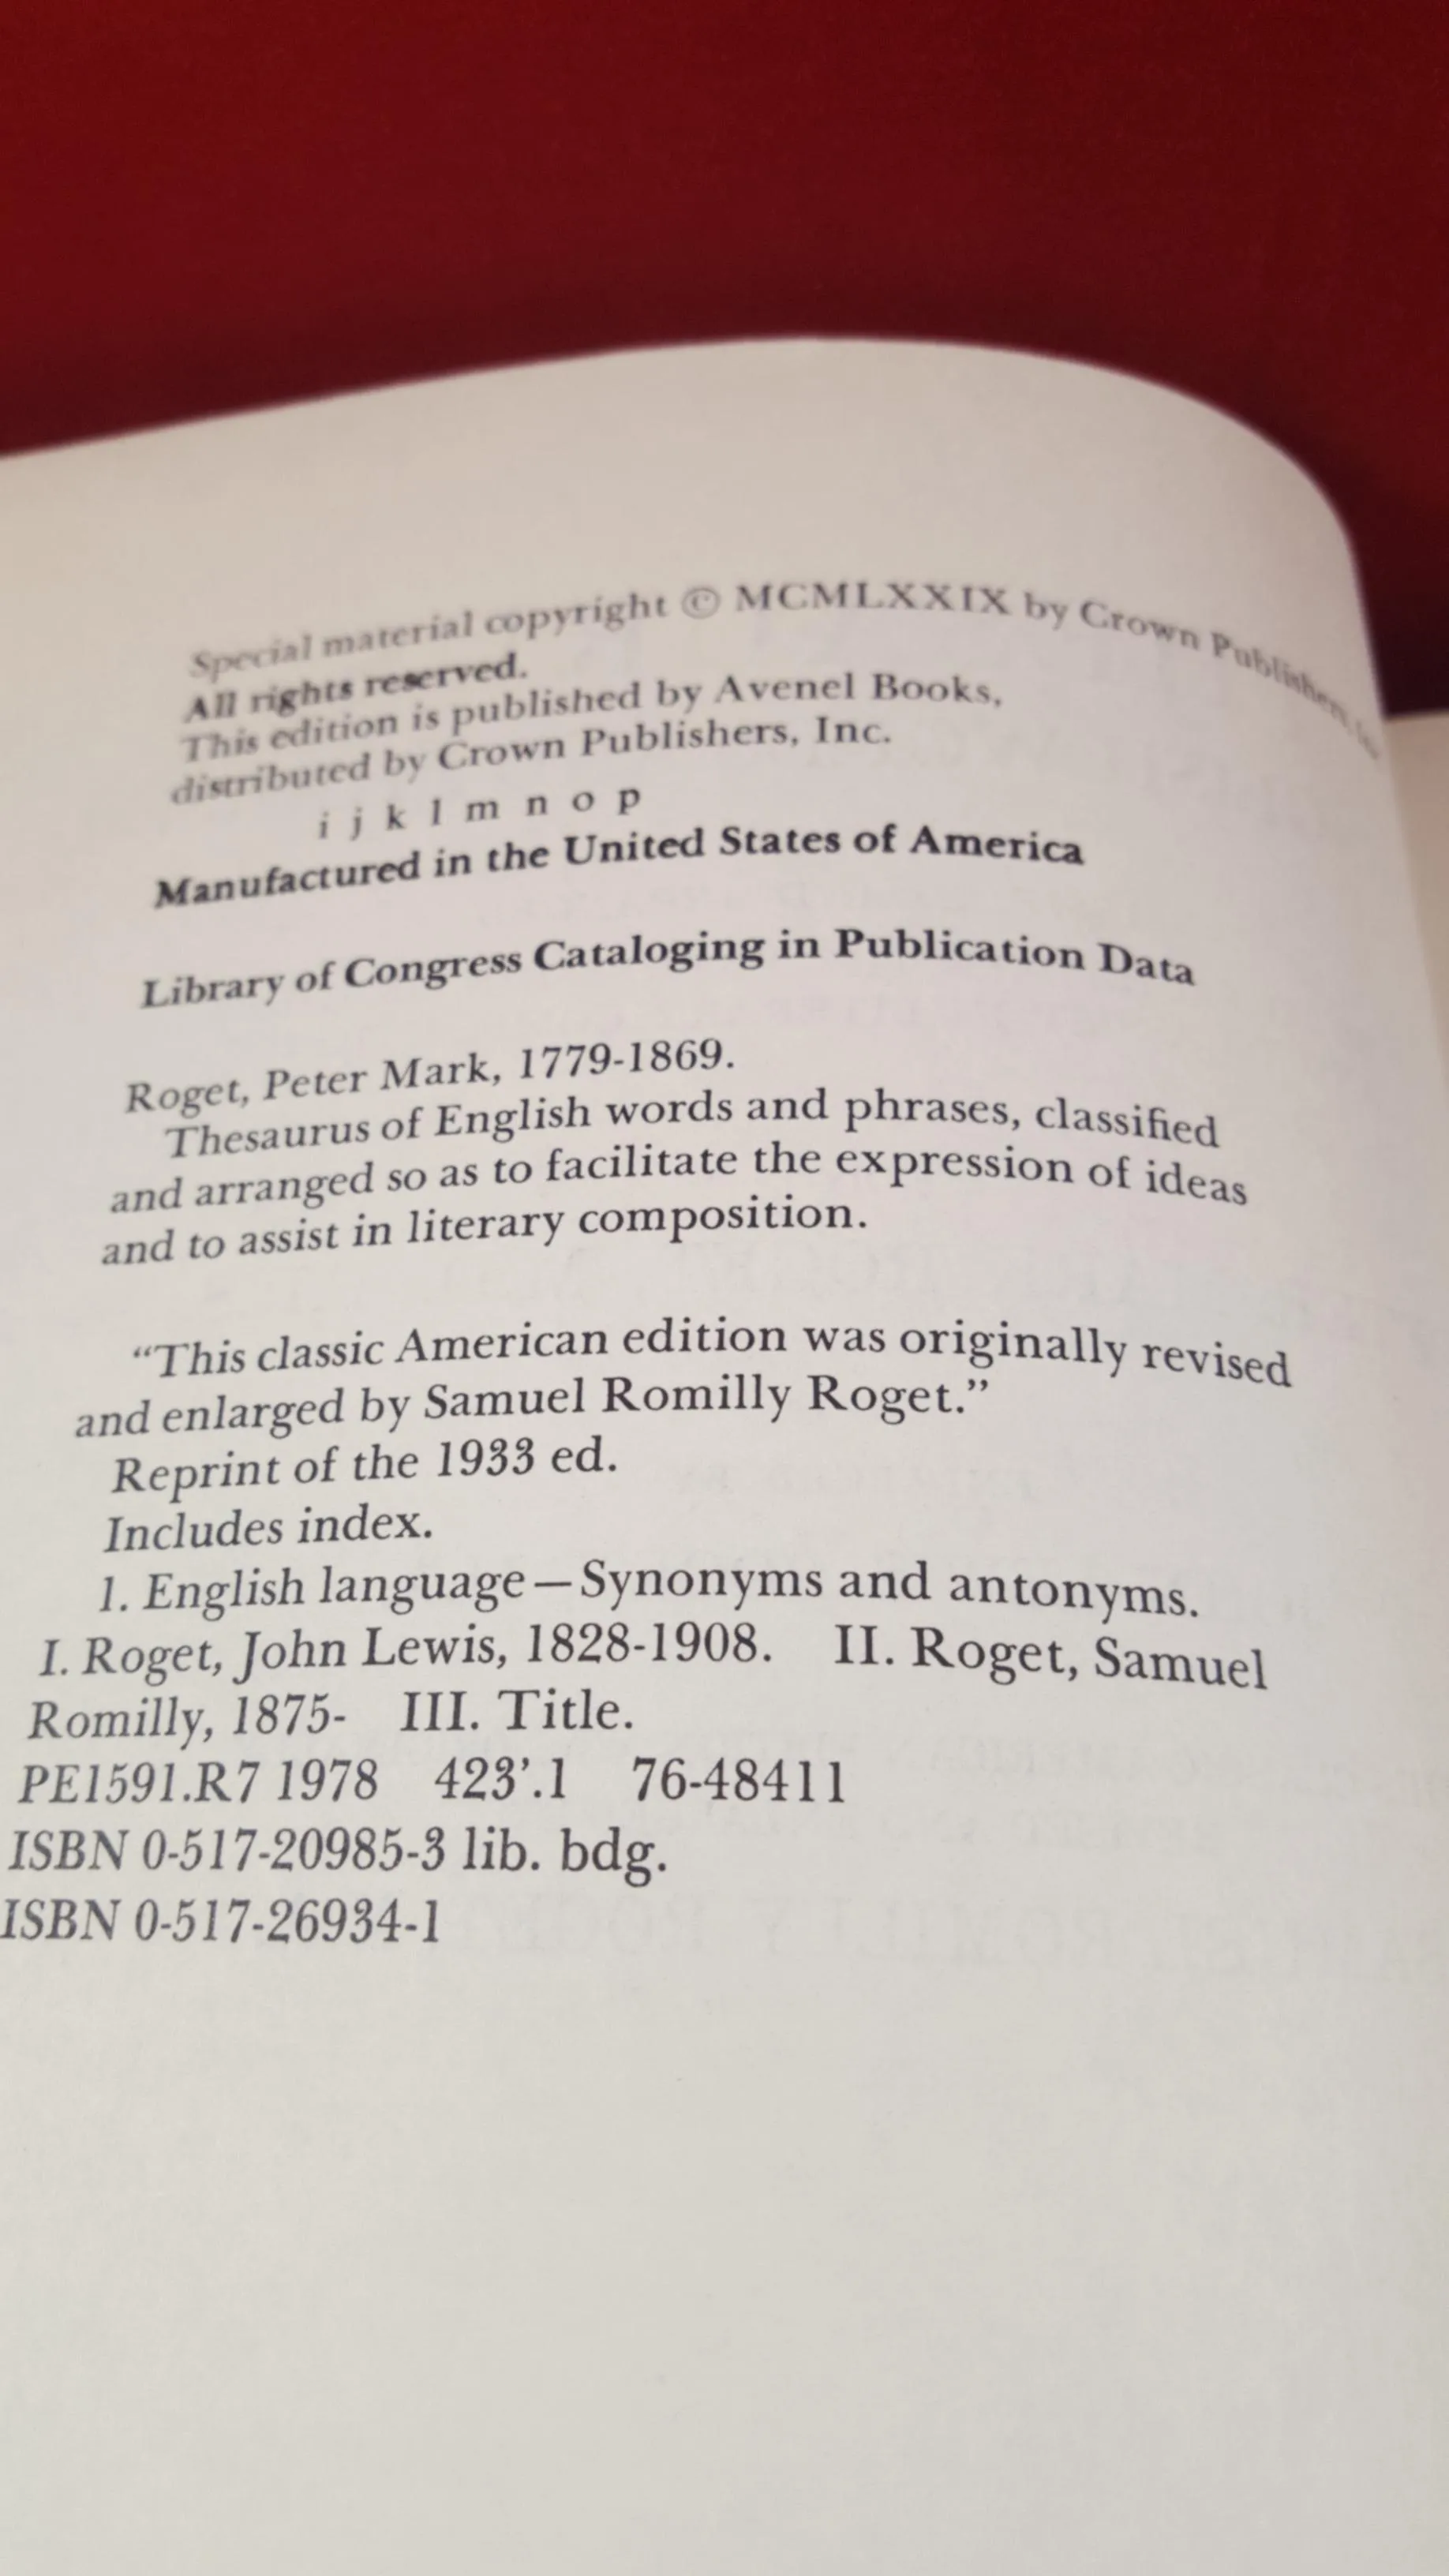 Special material copyright © MCMLXXIX by Crown Publishers, Inc.
All rights reserved.
This edition is published by Avenel Books,
distributed by Crown Publishers, Inc.
i j k l m n o p
Manufactured in the United States of America
Library of Congress Cataloging in Publication Data
Roget, Peter Mark, 1779-1869.
Thesaurus of English words and phrases, classified
and arranged so as to facilitate the expression of ideas
and to assist in literary composition.
“This classic American edition was originally revised
and enlarged by Samuel Romilly Roget.”
Reprint of the 1933 ed.
Includes index.
1. English language—Synonyms and antonyms.
I. Roget, John Lewis, 1828-1908. II. Roget, Samuel
Romilly, 1875- III. Title.
PE1591.R7 1978 423’.1 76-48411
ISBN 0-517-20985-3 lib. bdg.
ISBN 0-517-26934-1